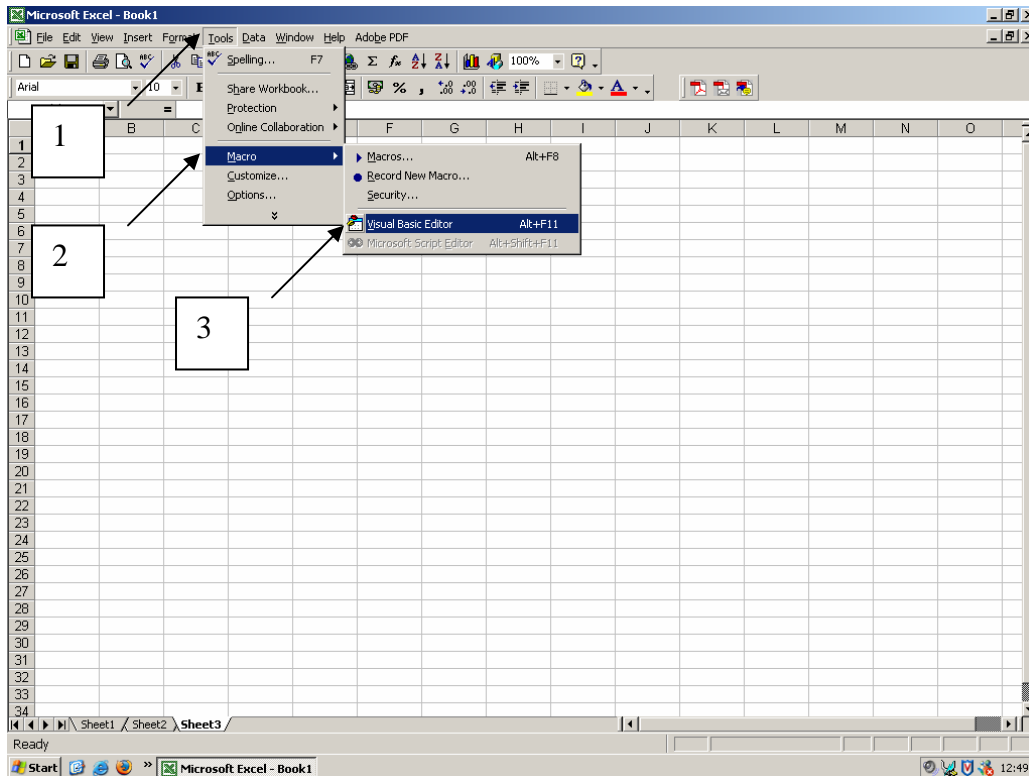 Microsoft Excel - Book1
File Edit View Insert Format Tools Data Window Help Adobe PDF
100%
Arial 10
=
Spelling... F7
Share Workbook...
Protection
Online Collaboration
Macro
Customize...
Options...
Macros... Alt+F8
Record New Macro...
Security...
Visual Basic Editor Alt+F11
Microsoft Script Editor Alt+Shift+F11
1
2
3
B C F G H I J K L M N O
1
2
3
4
5
6
7
8
9
10
11
12
13
14
15
16
17
18
19
20
21
22
23
24
25
26
27
28
29
30
31
32
33
34
Sheet1 Sheet2 Sheet3
Ready
Start Microsoft Excel - Book1 12:49